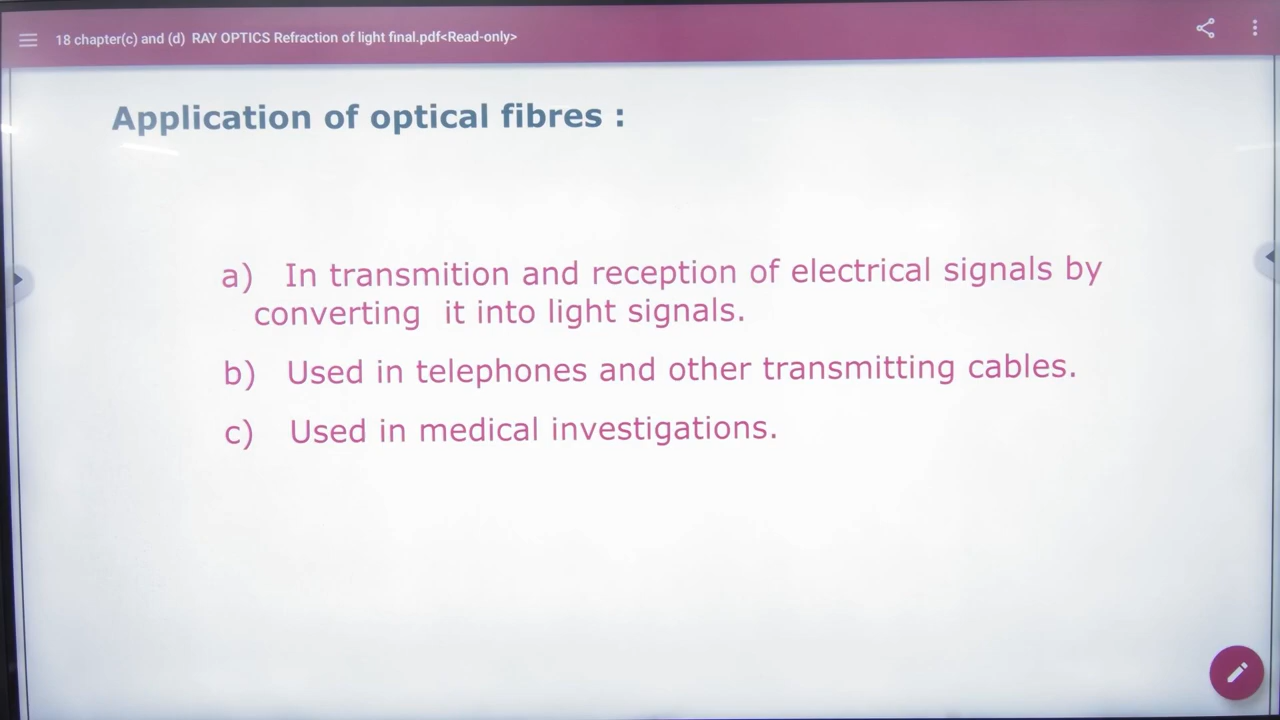 18 chapter(c) and (d) RAY OPTICS Refraction of light final.pdf<Read-only>
Application of optical fibres :
a) In transmition and reception of electrical signals by
converting it into light signals.
b) Used in telephones and other transmitting cables.
c) Used in medical investigations.